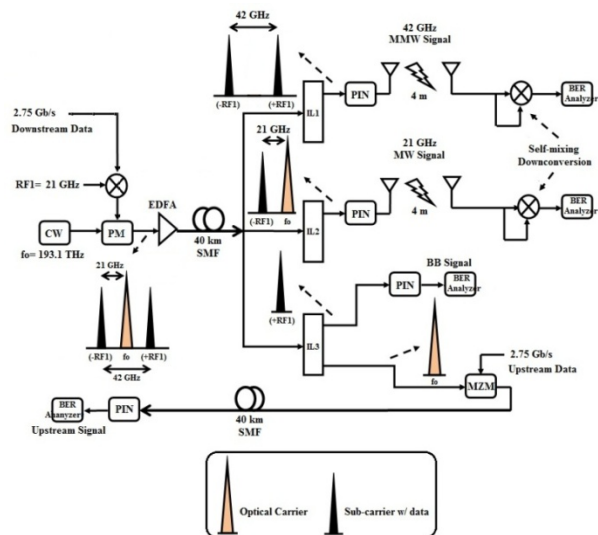 42 GHz
(-RF1)
(+RF1)
IL1
PIN
42 GHz
MMW Signal
4 m
BER
Analyzer
2.75 Gb/s
Downstream Data
RF1= 21 GHz
CW
fo= 193.1 THz
PM
EDFA
40 km
SMF
21 GHz
(-RF1)
fo
IL2
PIN
21 GHz
MW Signal
4 m
Self-mixing
Downconversion
BER
Analyzer
21 GHz
(-RF1)
fo
(+RF1)
42 GHz
(+RF1)
IL3
PIN
BB Signal
BER
Analyzer
fo
2.75 Gb/s
Upstream Data
MZM
BER
Ananyzer
Upstream Signal
PIN
40 km
SMF
Optical Carrier
Sub-carrier w/ data